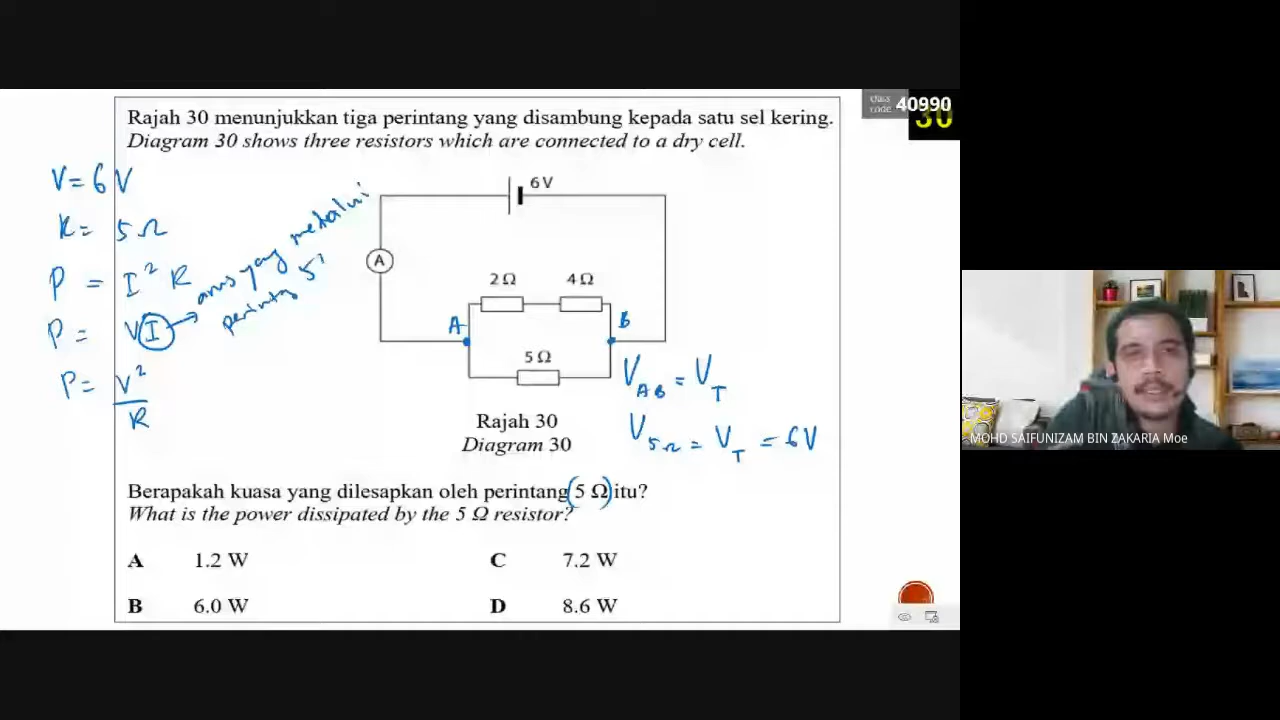 class code 40990
30
Rajah 30 menunjukkan tiga perintang yang disambung kepada satu sel kering.
Diagram 30 shows three resistors which are connected to a dry cell.
V = 6 V
R = 5 Ω
P = I² R
P = VI → arus yang melalui
perintang 5Ω
P = V²
R
6 V
A
2 Ω 4 Ω
A B
5 Ω
V_AB = V_T
V_5Ω = V_T = 6V
Rajah 30
Diagram 30
MOHD SAIFUNIZAM BIN ZAKARIA Moe
Berapakah kuasa yang dilesapkan oleh perintang (5 Ω) itu?
What is the power dissipated by the 5 Ω resistor?
A 1.2 W C 7.2 W
B 6.0 W D 8.6 W